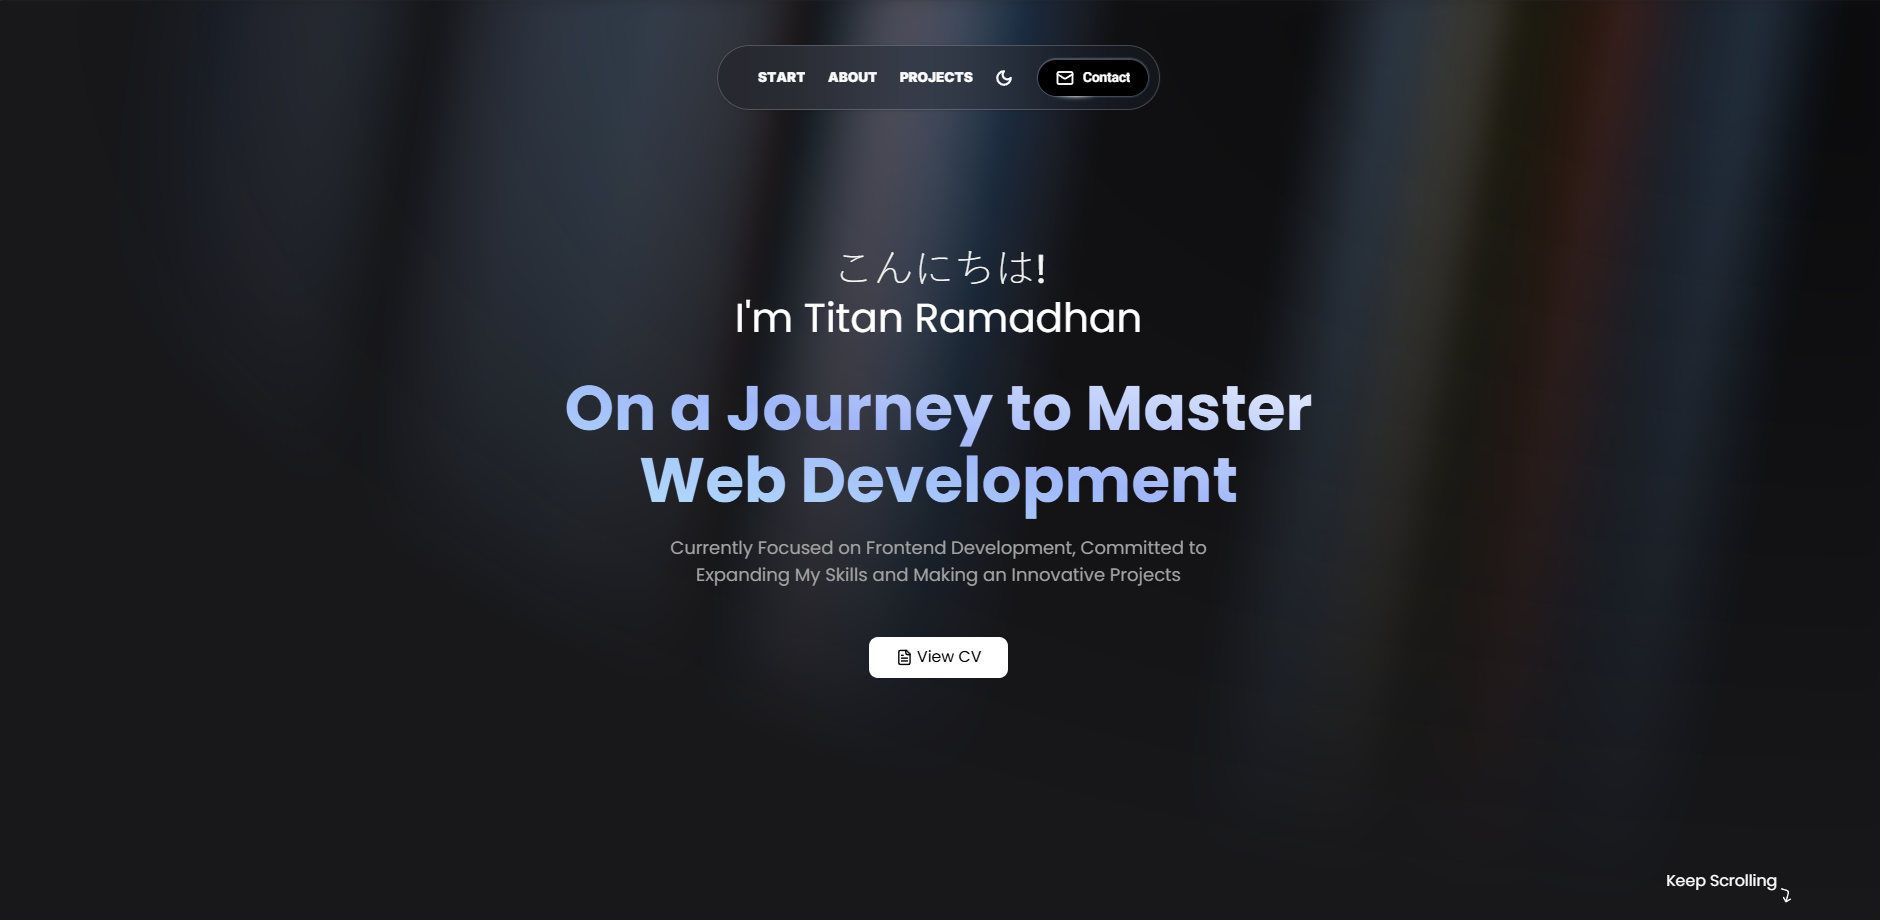 START ABOUT PROJECTS Contact
こんにちは!
I'm Titan Ramadhan
On a Journey to Master
Web Development
Currently Focused on Frontend Development, Committed to
Expanding My Skills and Making an Innovative Projects
View CV
Keep Scrolling